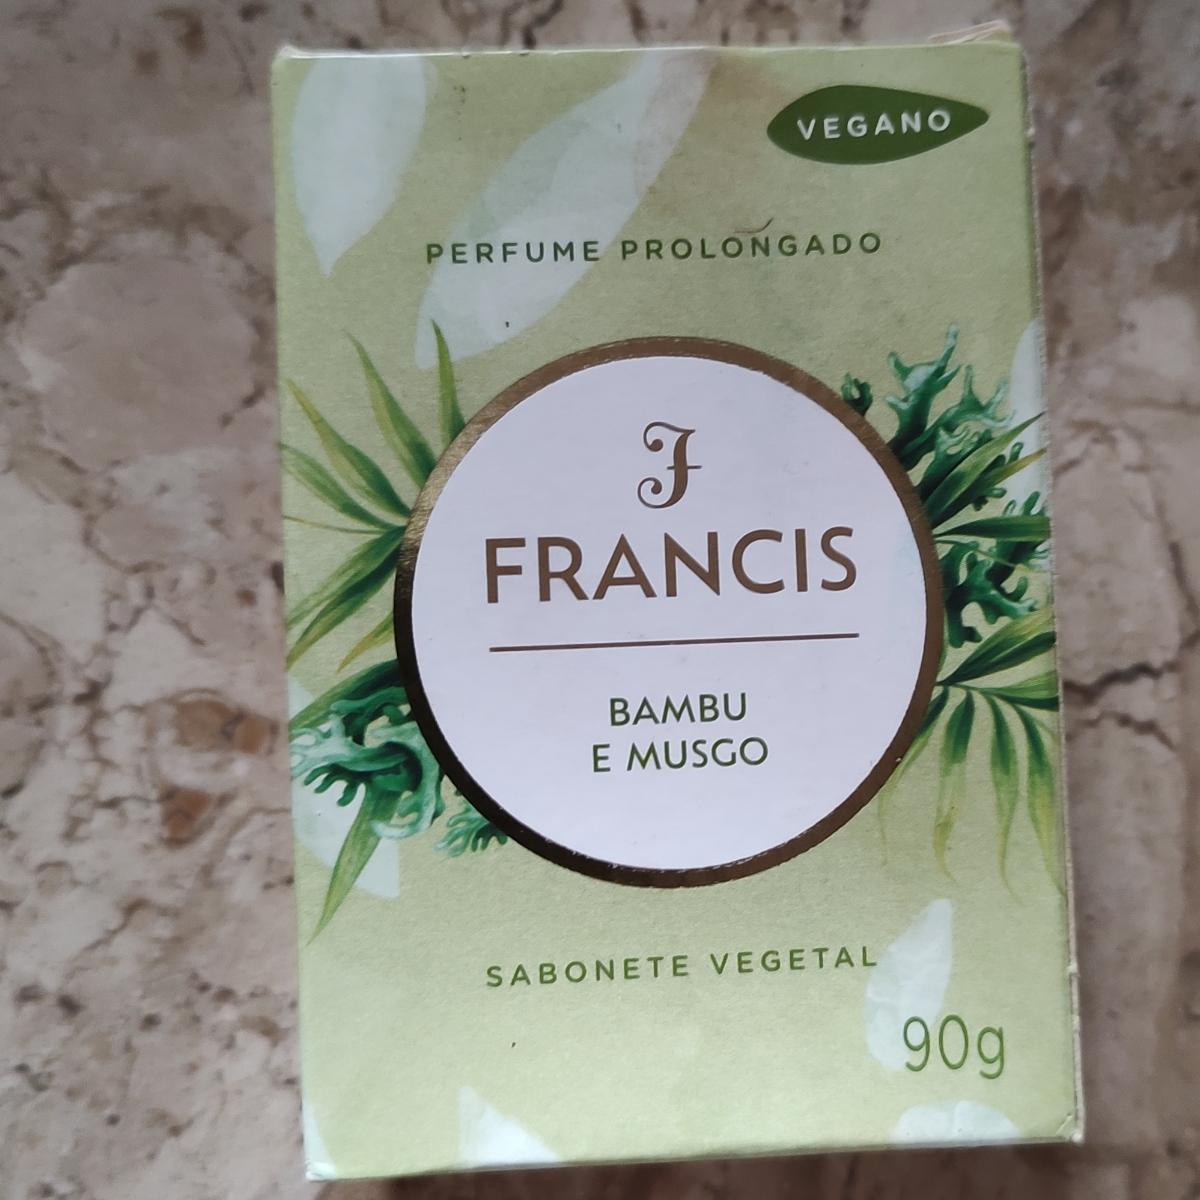 VEGANO
PERFUME PROLONGADO
F
FRANCIS
BAMBU
E MUSGO
SABONETE VEGETAL
90g